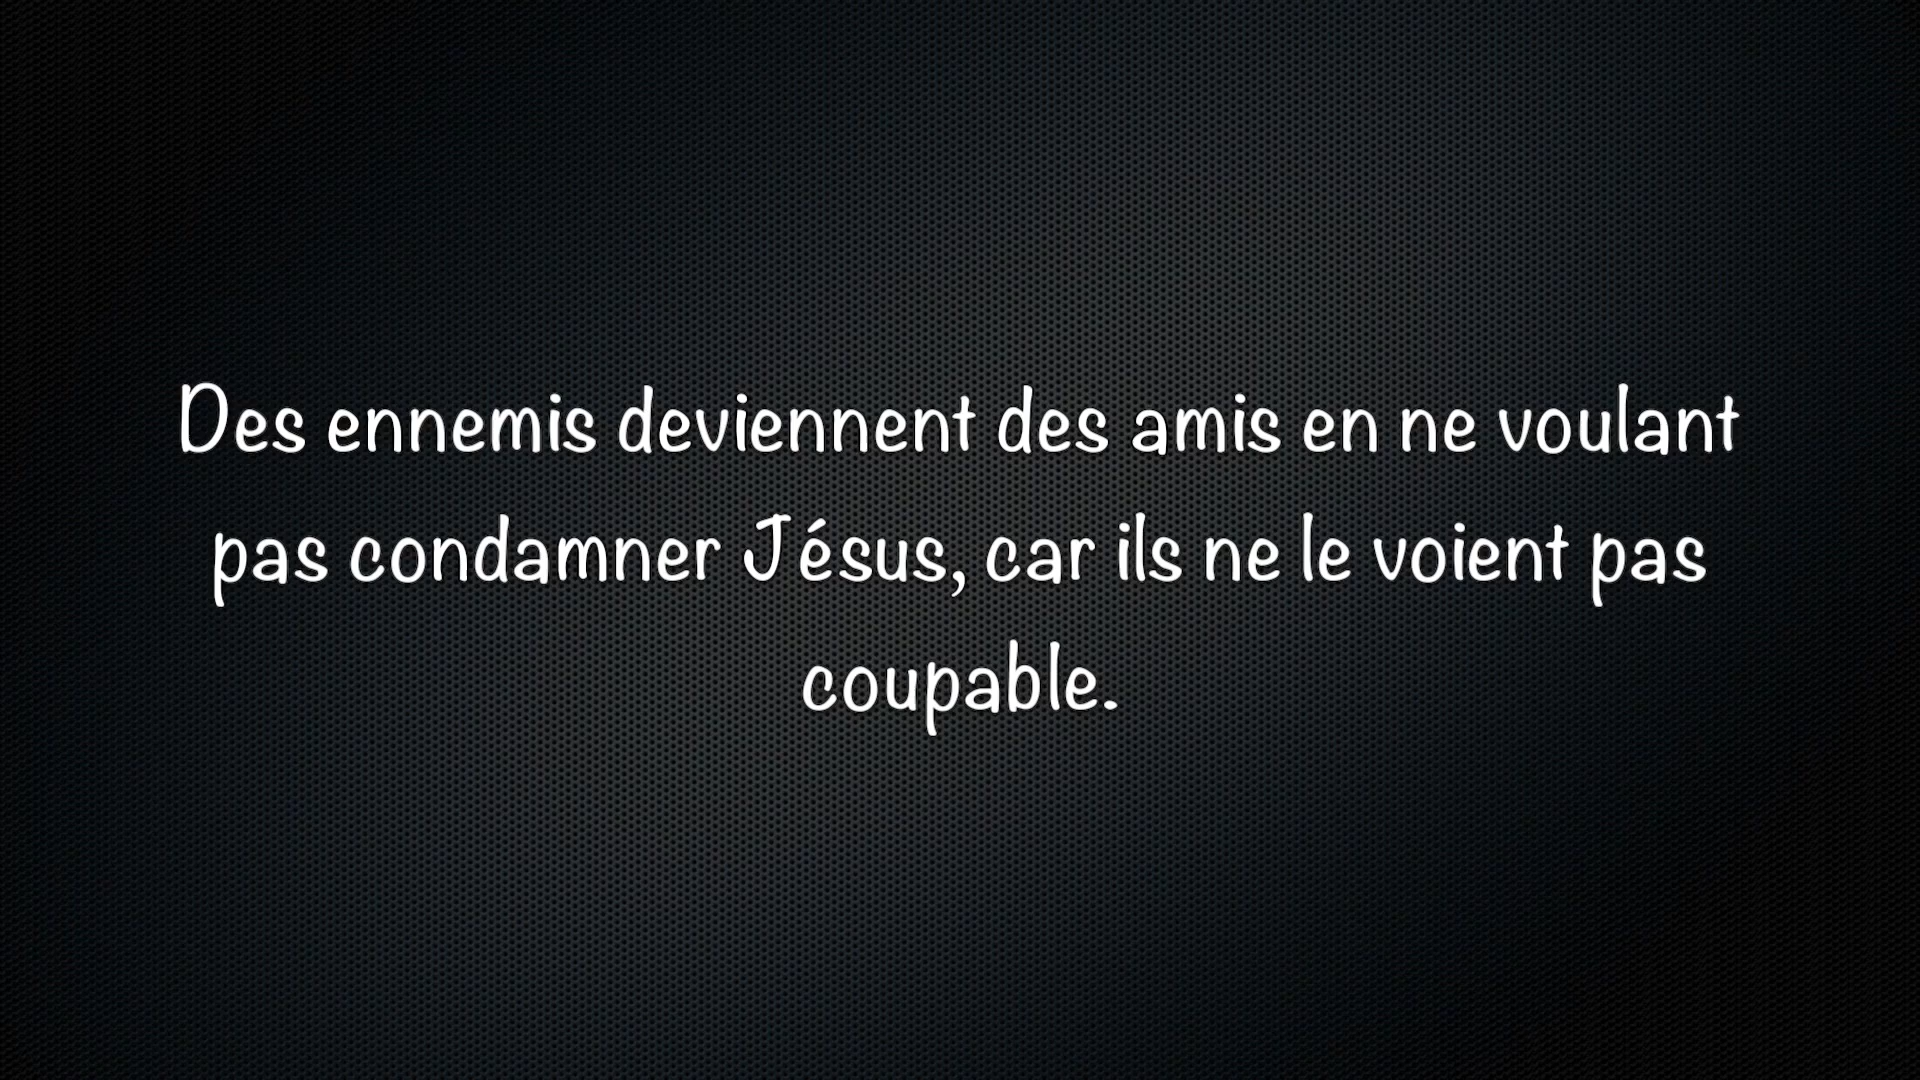 Des ennemis deviennent des amis en ne voulant
pas condamner Jésus, car ils ne le voient pas
coupable.